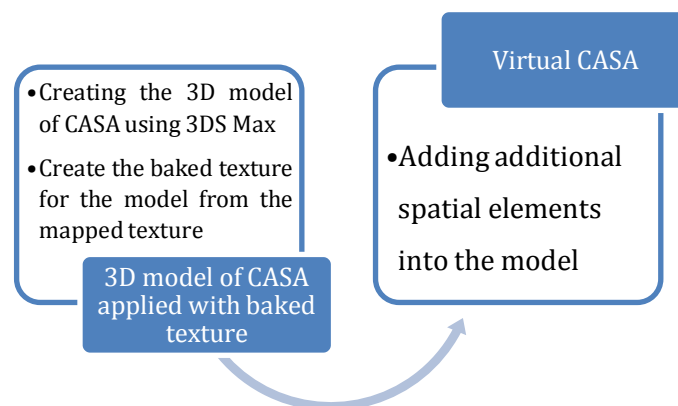 •Creating the 3D model
of CASA using 3DS Max
•Create the baked texture
for the model from the
mapped texture
3D model of CASA
applied with baked
texture
Virtual CASA
•Adding additional
spatial elements
into the model